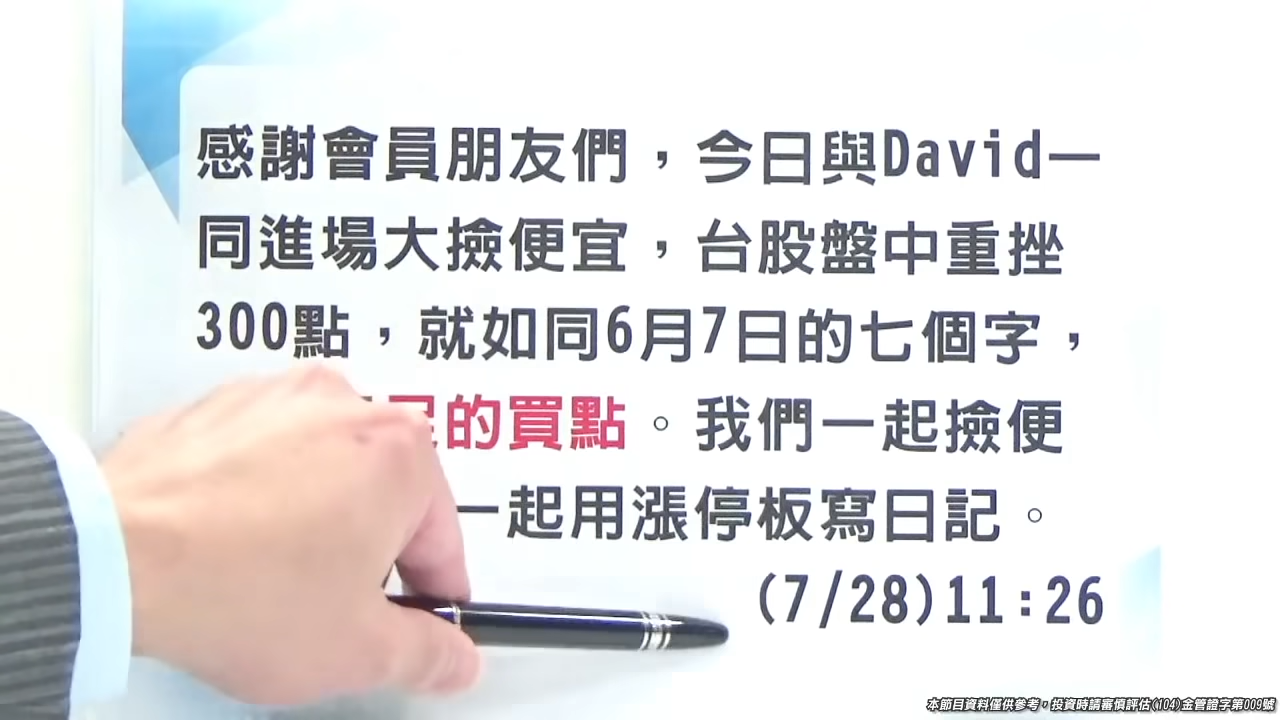 感謝會員朋友們，今日與David一
同進場大撿便宜，台股盤中重挫
300點，就如同6月7日的七個字，
的買點。我們一起撿便
一起用漲停板寫日記。
(7/28)11:26
本節目資料僅供參考，投資時請審慎評估(104)金管證字第009號